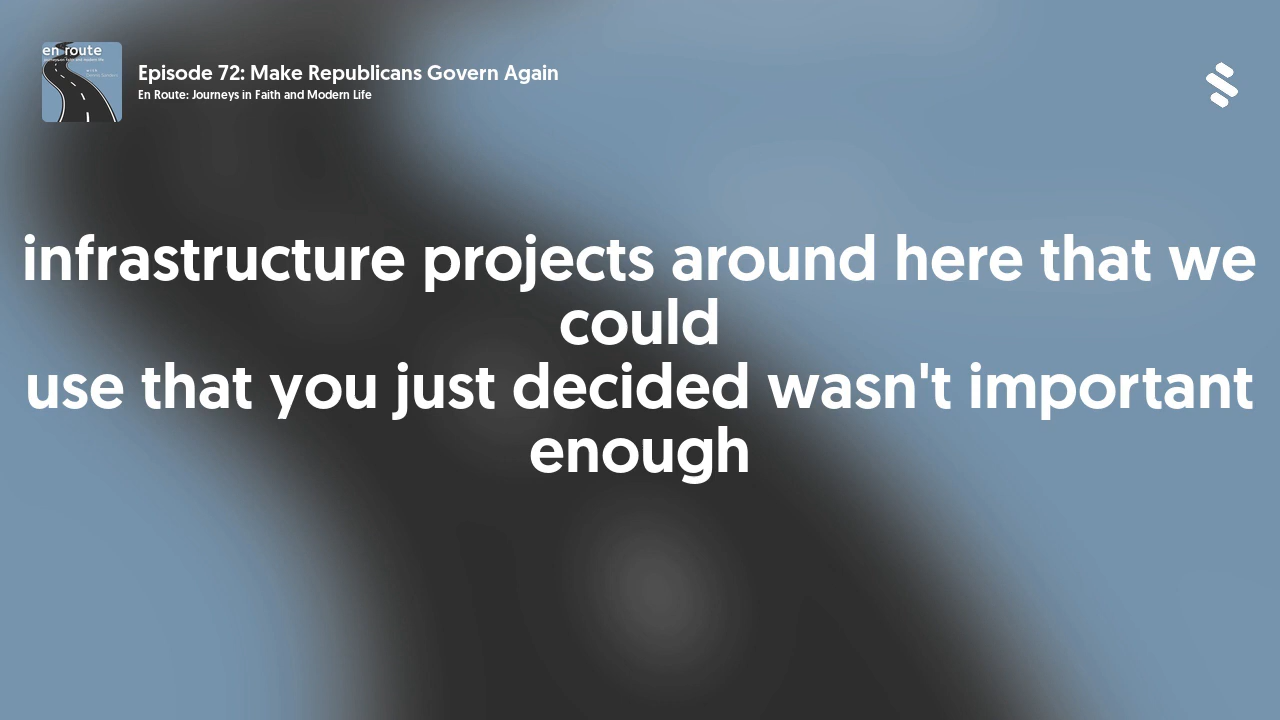 en route
Episode 72: Make Republicans Govern Again
En Route: Journeys in Faith and Modern Life
infrastructure projects around here that we
could
use that you just decided wasn't important
enough